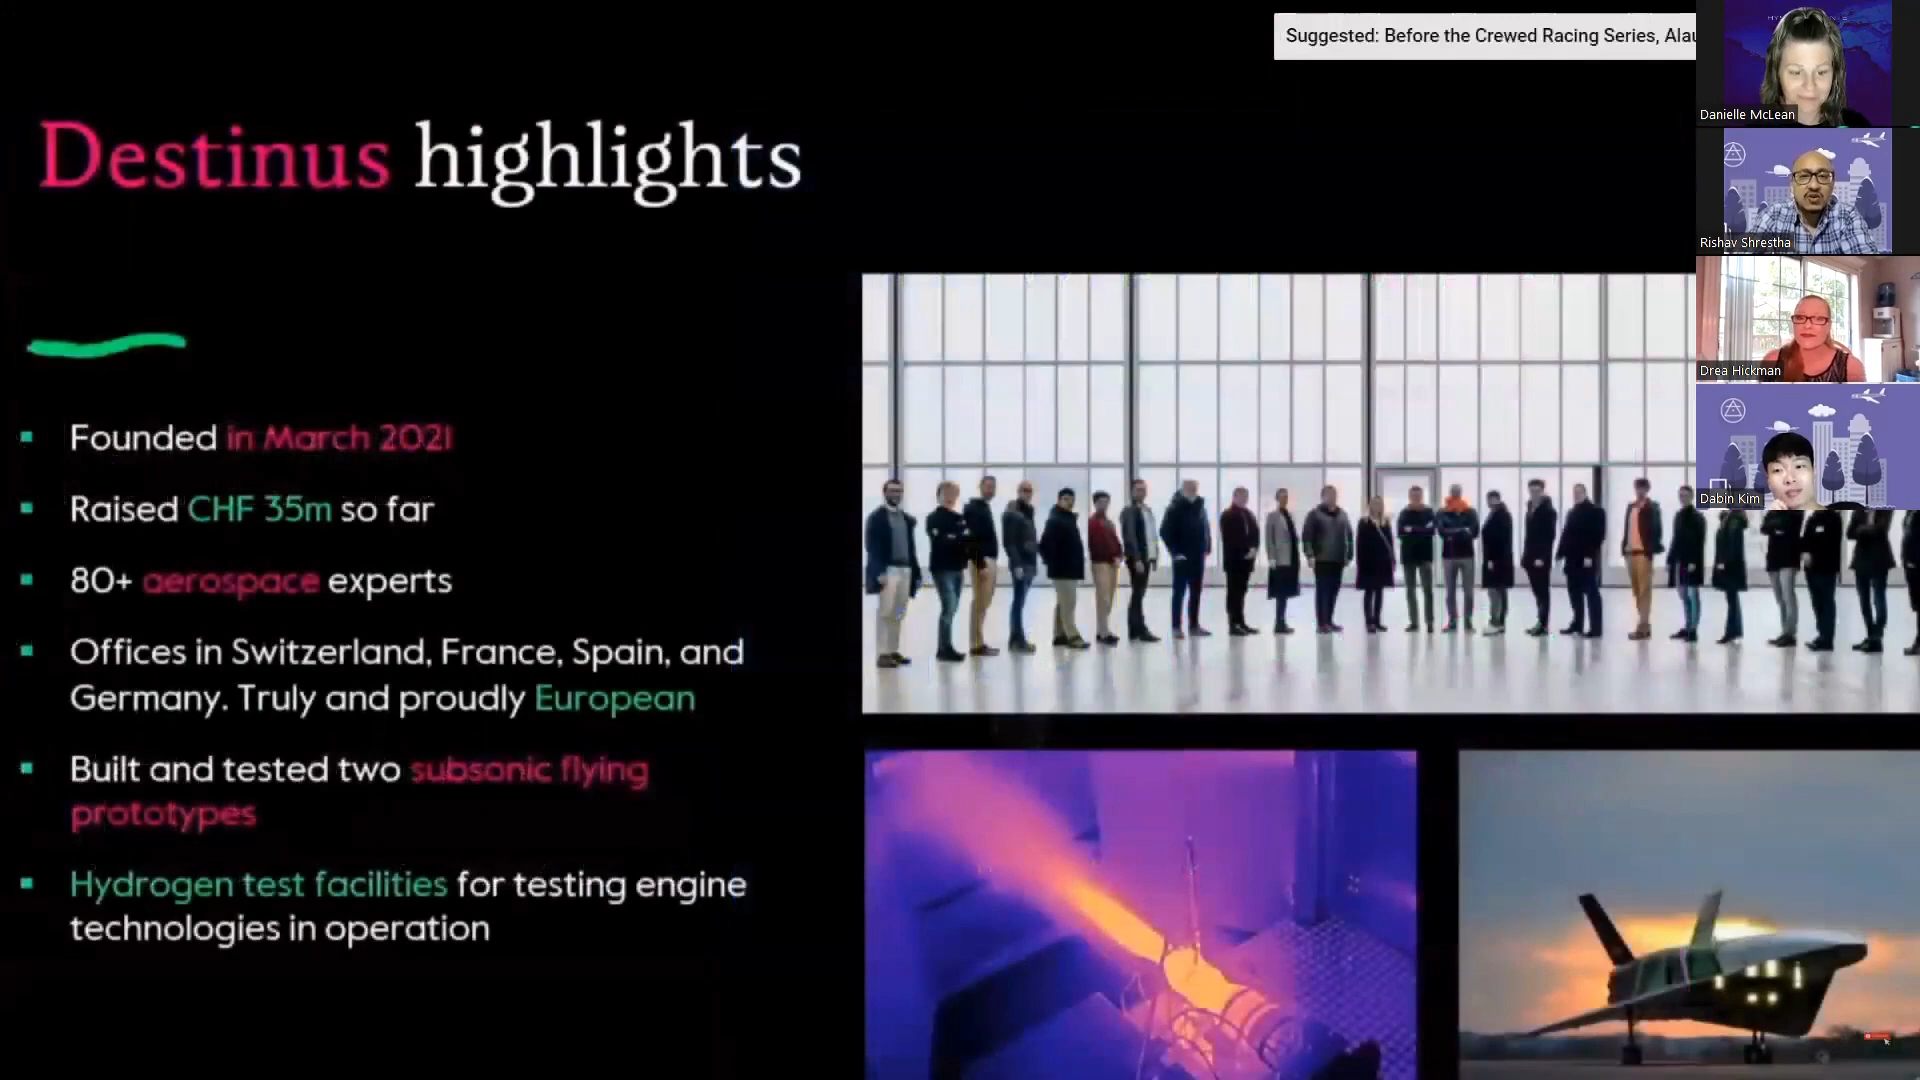 Suggested: Before the Crewed Racing Series, Alau
Destinus highlights
Founded in March 2021
Raised CHF 35m so far
80+ aerospace experts
Offices in Switzerland, France, Spain, and
Germany. Truly and proudly European
Built and tested two subsonic flying
prototypes
Hydrogen test facilities for testing engine
technologies in operation
Danielle McLean
Rishav Shrestha
Drea Hickman
Dabin Kim